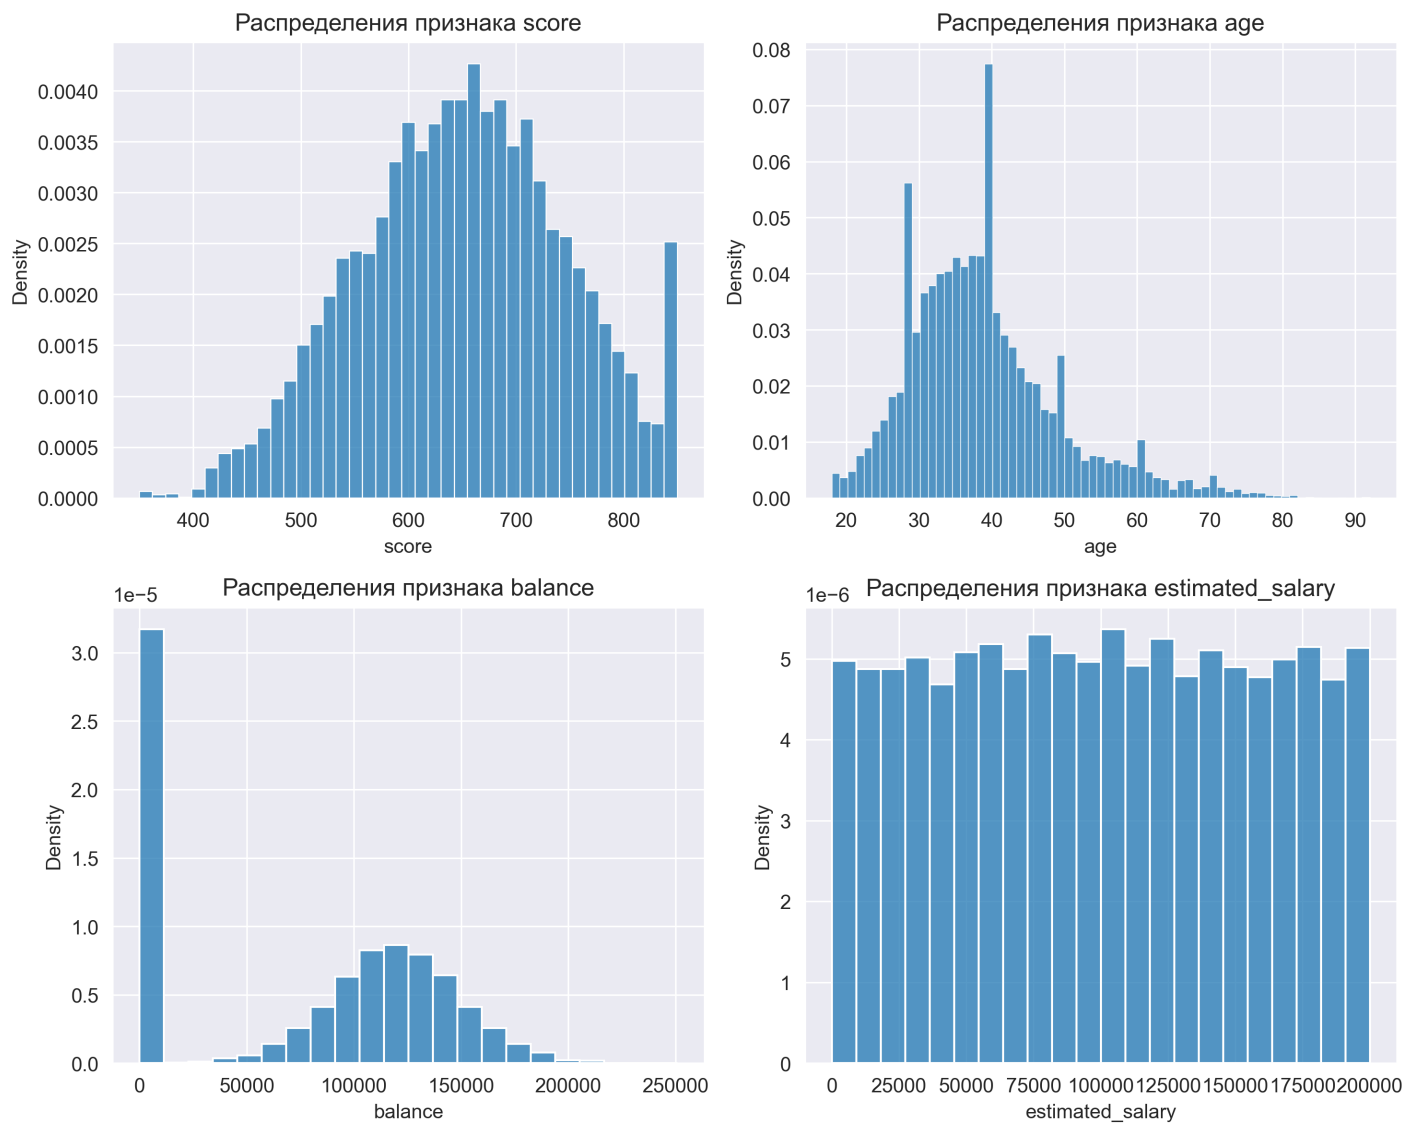 Распределения признака score
Density
0.0040
0.0035
0.0030
0.0025
0.0020
0.0015
0.0010
0.0005
0.0000
400 500 600 700 800
score
Распределения признака age
Density
0.08
0.07
0.06
0.05
0.04
0.03
0.02
0.01
0.00
20 30 40 50 60 70 80 90
age
Распределения признака balance
1e−5
Density
3.0
2.5
2.0
1.5
1.0
0.5
0.0
0 50000 100000 150000 200000 250000
balance
Распределения признака estimated_salary
1e−6
Density
5
4
3
2
1
0
0 25000 50000 75000 100000 125000 150000 175000 200000
estimated_salary